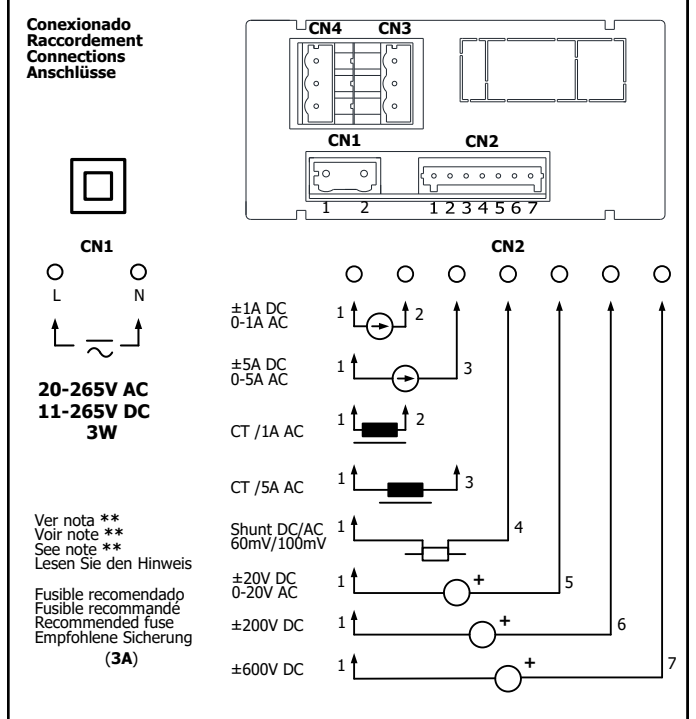 Conexionado
Raccordement
Connections
Anschlüsse
CN4 CN3
CN1 CN2
1 2 1 2 3 4 5 6 7
CN1
L N
20-265V AC
11-265V DC
3W
Ver nota **
Voir note **
See note **
Lesen Sie den Hinweis
Fusible recomendado
Fusible recommandé
Recommended fuse
Empfohlene Sicherung
(3A)
CN2
±1A DC
0-1A AC
1 2
±5A DC
0-5A AC
1 3
CT /1A AC
1 2
CT /5A AC
1 3
Shunt DC/AC
60mV/100mV
1 4
±20V DC
0-20V AC
1 + 5
±200V DC
1 + 6
±600V DC
1 + 7